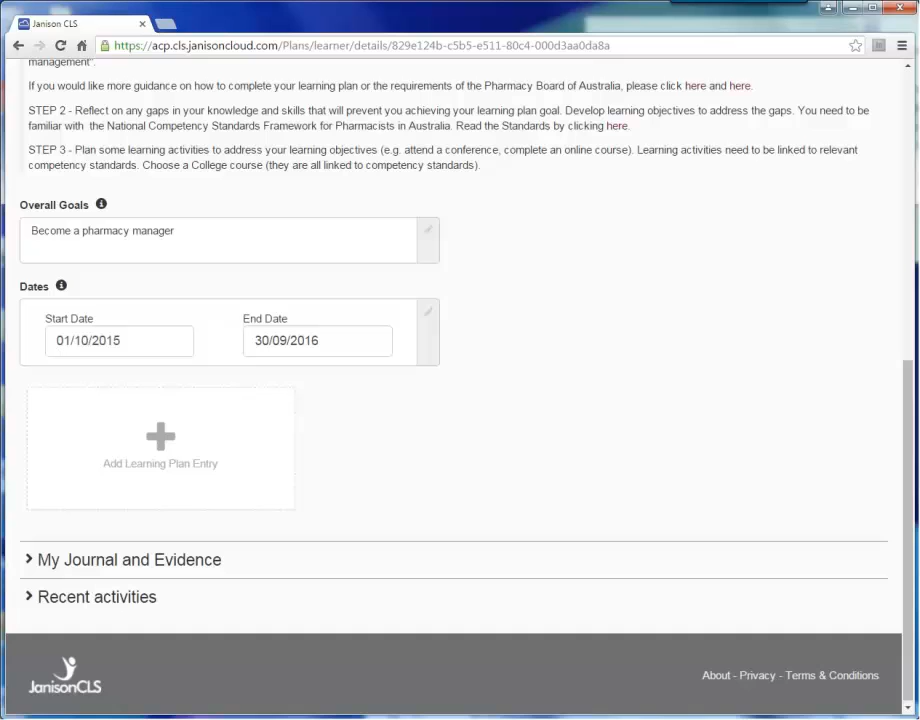 Janison CLS
https://acp.cls.janisoncloud.com/Plans/learner/details/829e124b-c5b5-e511-80c4-000d3aa0da8a
management".
If you would like more guidance on how to complete your learning plan or the requirements of the Pharmacy Board of Australia, please click here and here.
STEP 2 - Reflect on any gaps in your knowledge and skills that will prevent you achieving your learning plan goal. Develop learning objectives to address the gaps. You need to
be familiar with the National Competency Standards Framework for Pharmacists in Australia. Read the Standards by clicking here.
STEP 3 - Plan some learning activities to address your learning objectives (e.g. attend a conference, complete an online course). Learning activities need to be linked to relevant
competency standards. Choose a College course (they are all linked to competency standards).
Overall Goals
Become a pharmacy manager
Dates
Start Date End Date
01/10/2015 30/09/2016
Add Learning Plan Entry
My Journal and Evidence
Recent activities
JanisonCLS
About - Privacy - Terms & Conditions